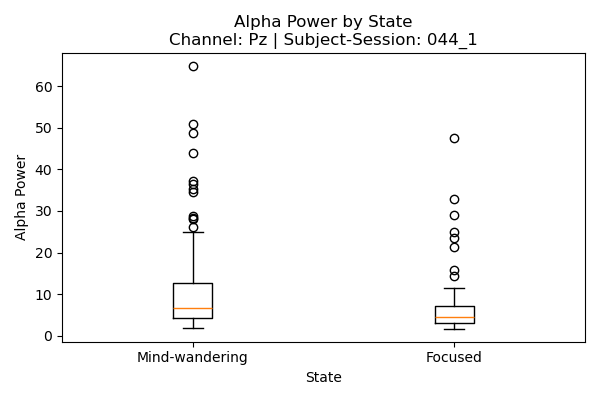 Alpha Power by State
Channel: Pz | Subject-Session: 044_1
60
50
40
30
20
10
0
Alpha Power
Mind-wandering
Focused
State